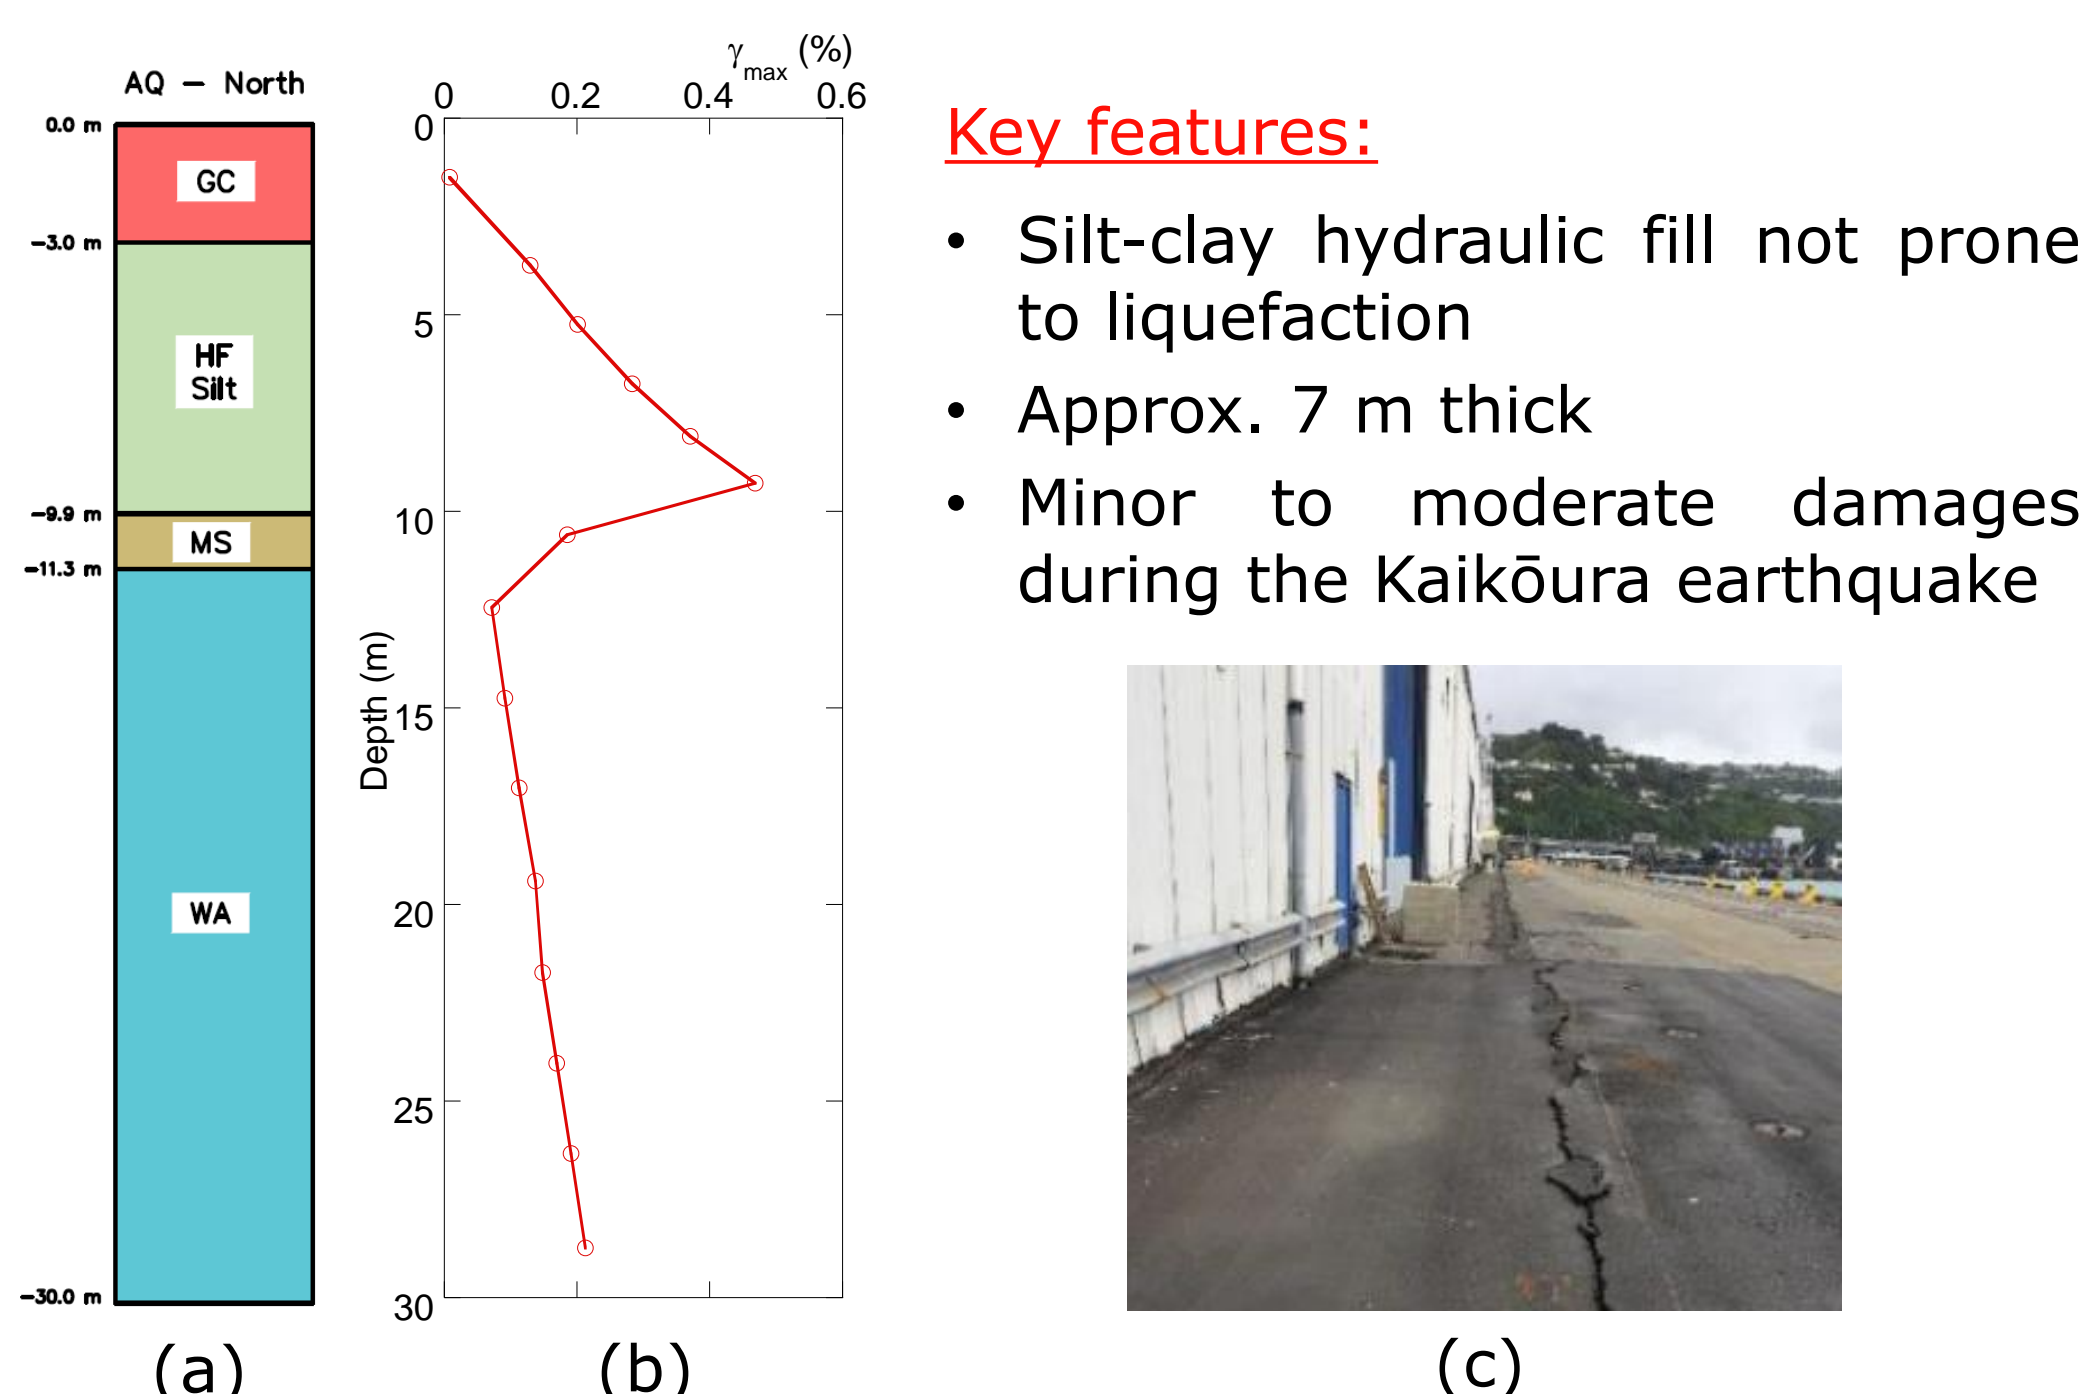 AQ – North
0.0 m
GC
–3.0 m
HF
Silt
–9.9 m
MS
–11.3 m
WA
–30.0 m
(a)
γmax (%)
0 0.2 0.4 0.6
0
5
10
15
20
25
30
Depth (m)
(b)
Key features:
• Silt-clay hydraulic fill not prone
to liquefaction
• Approx. 7 m thick
• Minor to moderate damages
during the Kaikōura earthquake
(c)